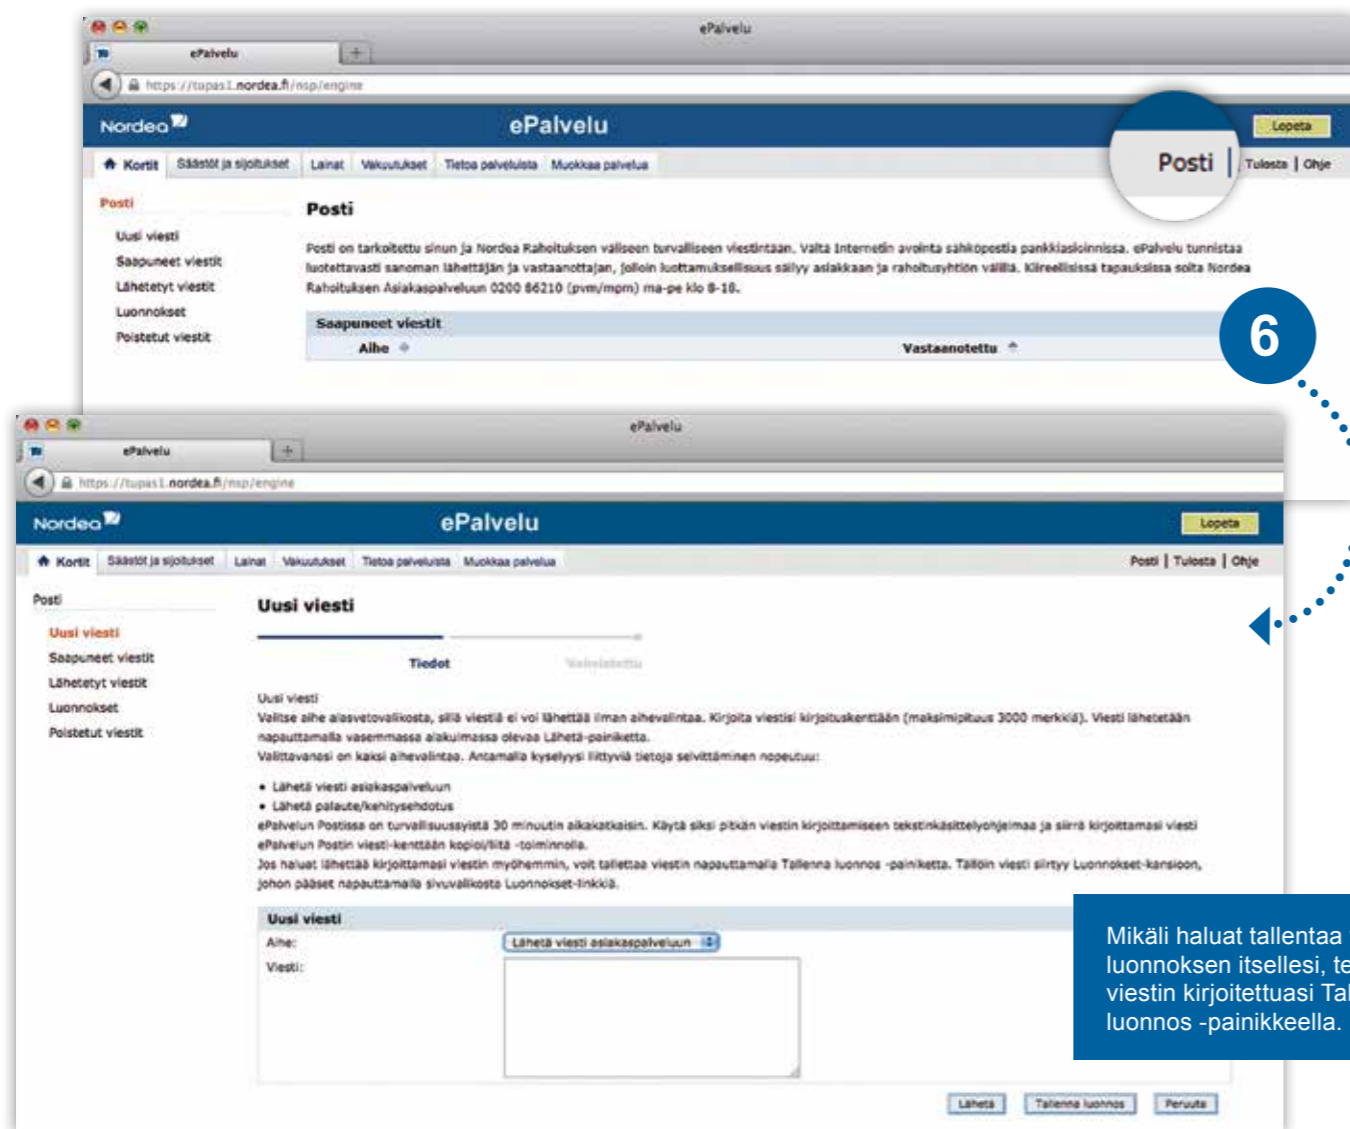 ePalvelu
ePalvelu
https://tupas1.nordea.fi/nsp/engine
Nordea
ePalvelu
Lopeta
Kortit Säästöt ja sijoitukset Lainat Vakuutukset Tietoa palveluista Muokkaa palvelua
Posti | Tulosta | Ohje
Posti
Uusi viesti
Saapuneet viestit
Lähetetyt viestit
Luonnokset
Poistetut viestit
Posti
Posti on tarkoitettu sinun ja Nordea Rahoituksen väliseen turvalliseen viestintään. Vältä Internetin avointa sähköpostia pankkiasioinnissa. ePalvelu tunnistaa
luotettavasti sanoman lähettäjän ja vastaanottajan, jolloin luottamuksellisuus säilyy asiakkaan ja rahoitusyhtiön välillä. Kiireellisissä tapauksissa soita Nordea
Rahoituksen Asiakaspalveluun 0200 86210 (pvm/mpm) ma-pe klo 8-18.
Saapuneet viestit
Aihe
Vastaanotettu
6
ePalvelu
ePalvelu
https://tupas1.nordea.fi/nsp/engine
Nordea
ePalvelu
Lopeta
Kortit Säästöt ja sijoitukset Lainat Vakuutukset Tietoa palveluista Muokkaa palvelua
Posti | Tulosta | Ohje
Posti
Uusi viesti
Saapuneet viestit
Lähetetyt viestit
Luonnokset
Poistetut viestit
Uusi viesti
Tiedot
Vahvistettu
Uusi viesti
Valitse aihe alasvetovalikosta, sillä viestiä ei voi lähettää ilman aihevalintaa. Kirjoita viestisi kirjoituskenttään (maksimipituus 3000 merkkiä). Viesti lähetetään
napauttamalla vasemmassa alakulmassa olevaa Lähetä-painiketta.
Valittavanasi on kaksi aihevalintaa. Antamalla kyselyysi liittyviä tietoja selvittäminen nopeutuu:
• Lähetä viesti asiakaspalveluun
• Lähetä palaute/kehitysehdotus
ePalvelun Postissa on turvallisuussyistä 30 minuutin aikakatkaisin. Käytä siksi pitkän viestin kirjoittamiseen tekstinkäsittelyohjelmaa ja siirrä kirjoittamasi viesti
ePalvelun Postin viesti-kenttään kopioi/liitä -toiminnolla.
Jos haluat lähettää kirjoittamasi viestin myöhemmin, voit tallettaa viestin napauttamalla Tallenna luonnos -painiketta. Tällöin viesti siirtyy Luonnokset-kansioon,
johon pääset napauttamalla sivuvalikosta Luonnokset-linkkiä.
Uusi viesti
Aihe:
Lähetä viesti asiakaspalveluun
Viesti:
Lähetä
Tallenna luonnos
Peruuta
Mikäli haluat tallentaa
luonnoksen itsellesi, te
viestin kirjoitettuasi Tal
luonnos -painikkeella.